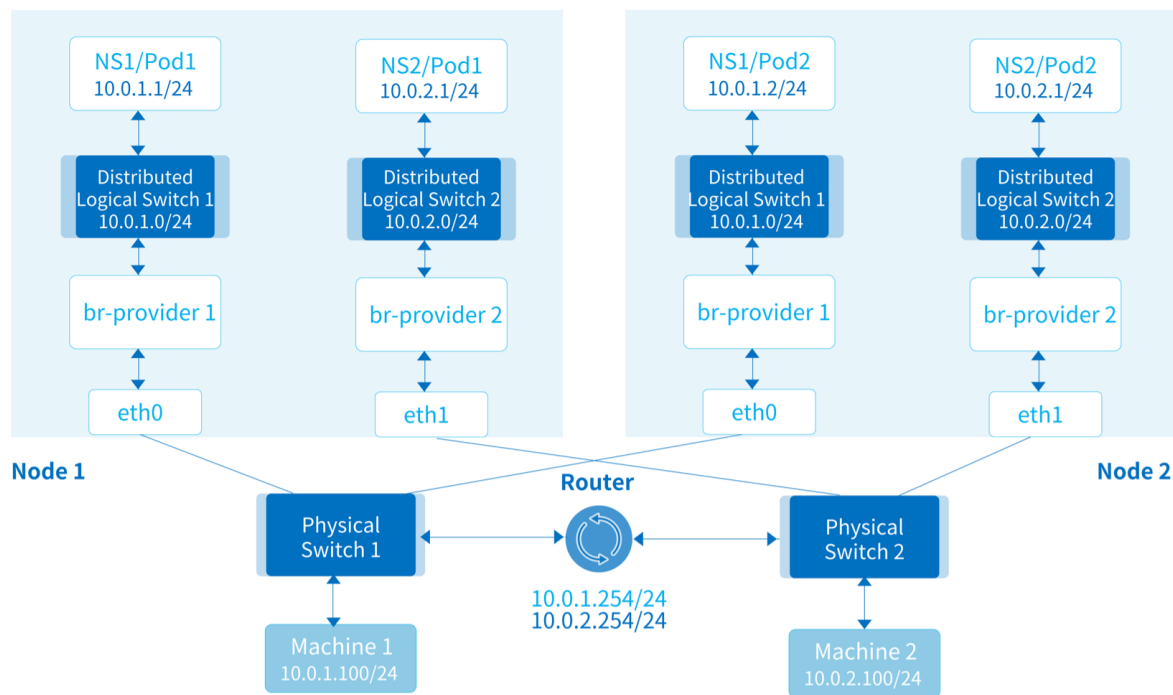 NS1/Pod1
10.0.1.1/24
NS2/Pod1
10.0.2.1/24
NS1/Pod2
10.0.1.2/24
NS2/Pod2
10.0.2.1/24
Distributed
Logical Switch 1
10.0.1.0/24
Distributed
Logical Switch 2
10.0.2.0/24
Distributed
Logical Switch 1
10.0.1.0/24
Distributed
Logical Switch 2
10.0.2.0/24
br-provider 1
br-provider 2
br-provider 1
br-provider 2
eth0
eth1
eth0
eth1
Node 1
Router
Node 2
Physical
Switch 1
Physical
Switch 2
10.0.1.254/24
10.0.2.254/24
Machine 1
10.0.1.100/24
Machine 2
10.0.2.100/24